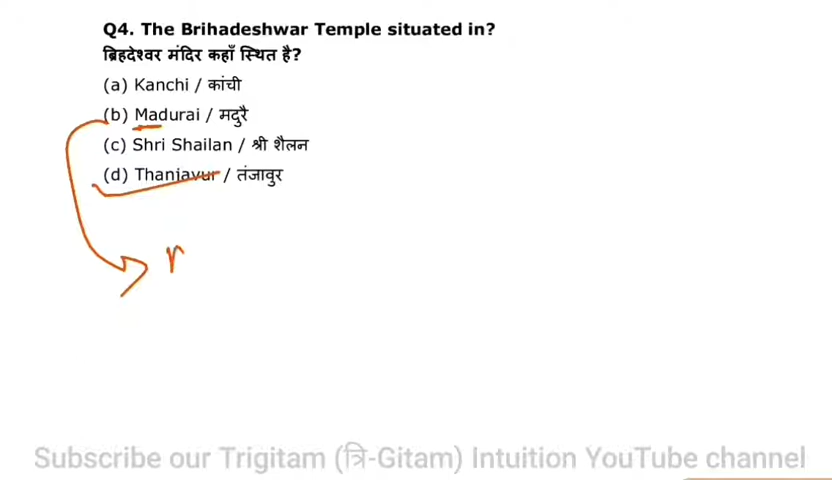 Q4. The Brihadeshwar Temple situated in?
ब्रिहदेश्वर मंदिर कहाँ स्थित है?
(a) Kanchi / कांची
(b) Madurai / मदुरै
(c) Shri Shailan / श्री शैलन
(d) Thanjavur / तंजावुर
Subscribe our Trigitam (त्रि-Gitam) Intuition YouTube channel